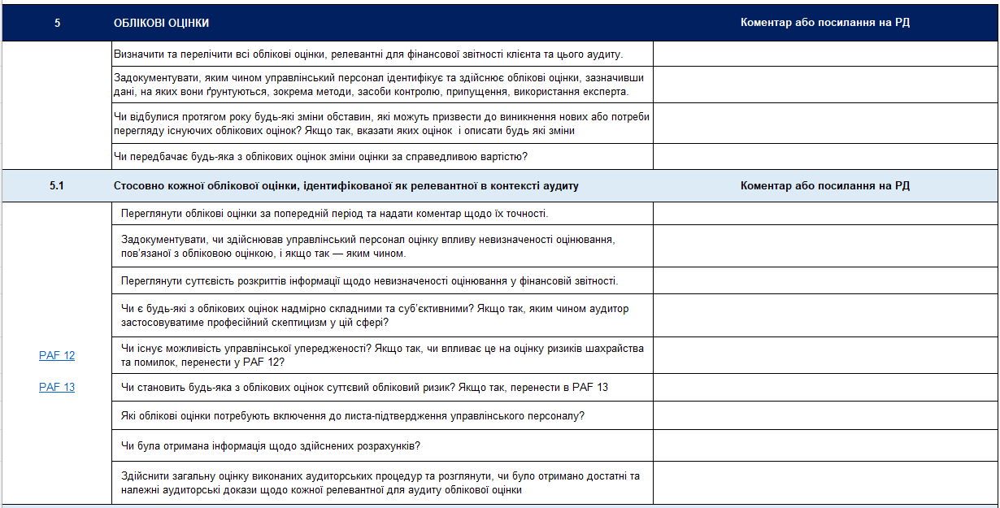 5 ОБЛІКОВІ ОЦІНКИ Коментар або посилання на РД
Визначити та перелічити всі облікові оцінки, релевантні для фінансової звітності клієнта та цього аудиту.
Задокументувати, яким чином управлінський персонал ідентифікує та здійснює облікові оцінки, зазначивши
дані, на яких вони ґрунтуються, зокрема методи, засоби контролю, припущення, використання експерта.
Чи відбулися протягом року будь-які зміни обставин, які можуть призвести до виникнення нових або потреби
перегляду існуючих облікових оцінок? Якщо так, вказати яких оцінок і описати будь які зміни
Чи передбачає будь-яка з облікових оцінок зміни оцінки за справедливою вартістю?
5.1 Стосовно кожної облікової оцінки, ідентифікованої як релевантної в контексті аудиту Коментар або посилання на РД
Переглянути облікові оцінки за попередній період та надати коментар щодо їх точності.
Задокументувати, чи здійснював управлінський персонал оцінку впливу невизначеності оцінювання,
пов’язаної з обліковою оцінкою, і якщо так — яким чином.
Переглянути суттєвість розкриттів інформації щодо невизначеності оцінювання у фінансовій звітності.
Чи є будь-які з облікових оцінок надмірно складними та суб’єктивними? Якщо так, яким чином аудитор
застосовуватиме професійний скептицизм у цій сфері?
PAF 12 Чи існує можливість управлінської упередженості? Якщо так, чи впливає це на оцінку ризиків шахрайства
та помилок, перенести у PAF 12?
PAF 13 Чи становить будь-яка з облікових оцінок суттєвий обліковий ризик? Якщо так, перенести в PAF 13
Які облікові оцінки потребують включення до листа-підтвердження управлінського персоналу?
Чи була отримана інформація щодо здійснених розрахунків?
Здійснити загальну оцінку виконаних аудиторських процедур та розглянути, чи було отримано достатні та
належні аудиторські докази щодо кожної релевантної для аудиту облікової оцінки